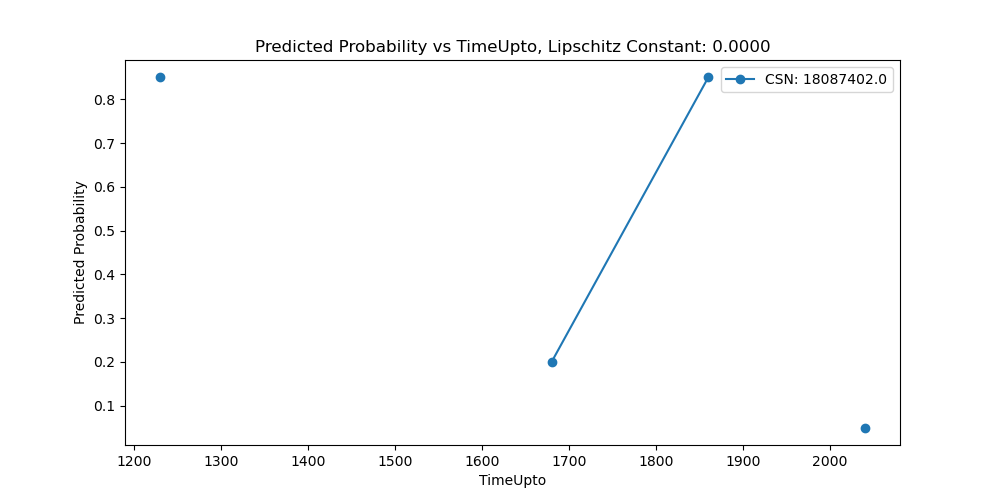 Predicted Probability vs TimeUpto, Lipschitz Constant: 0.0000
CSN: 18087402.0
Predicted Probability
0.8
0.7
0.6
0.5
0.4
0.3
0.2
0.1
1200 1300 1400 1500 1600 1700 1800 1900 2000
TimeUpto